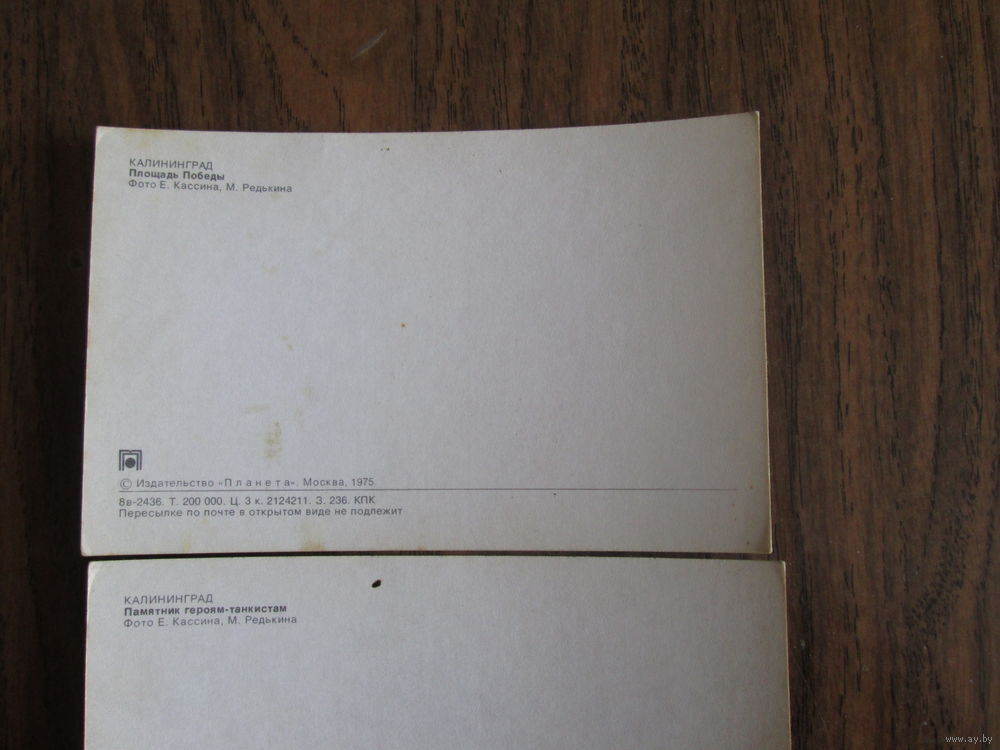 КАЛИНИНГРАД
Площадь Победы
Фото Е. Кассина, М. Редькина
© Издательство «Планета». Москва, 1975
8в-2436. Т. 200 000. Ц. 3 к. 2124211. З. 236. КПК
Пересылке по почте в открытом виде не подлежит
КАЛИНИНГРАД
Памятник героям-танкистам
Фото Е. Кассина, М. Редькина
www.ay.by